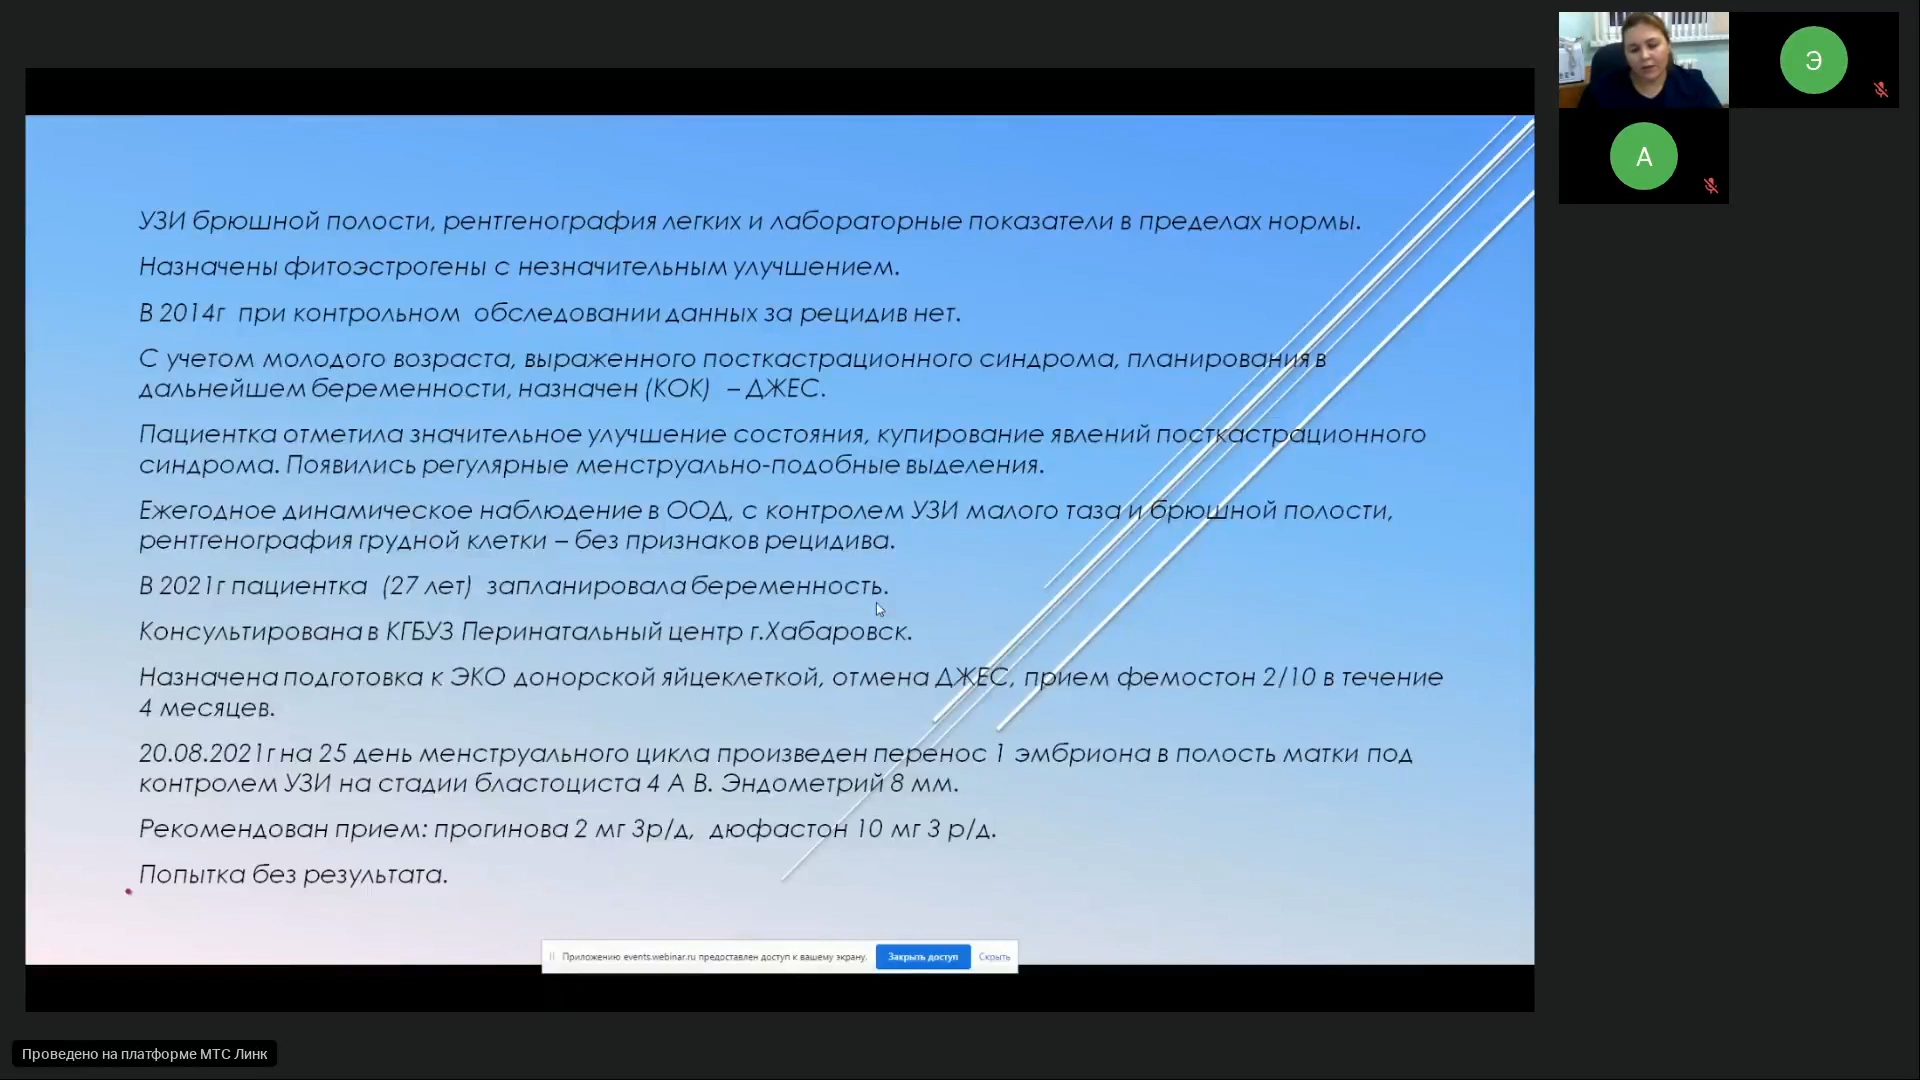 УЗИ брюшной полости, рентгенография легких и лабораторные показатели в пределах нормы.
Назначены фитоэстрогены с незначительным улучшением.
В 2014г при контрольном обследовании данных за рецидив нет.
С учетом молодого возраста, выраженного посткастрационного синдрома, планирования в
дальнейшем беременности, назначен (КОК) – ДЖЕС.
Пациентка отметила значительное улучшение состояния, купирование явлений посткастрационного
синдрома. Появились регулярные менструально-подобные выделения.
Ежегодное динамическое наблюдение в ООД, с контролем УЗИ малого таза и брюшной полости,
рентгенография грудной клетки – без признаков рецидива.
В 2021г пациентка (27 лет) запланировала беременность.
Консультирована в КГБУЗ Перинатальный центр г.Хабаровск.
Назначена подготовка к ЭКО донорской яйцеклеткой, отмена ДЖЕС, прием фемостон 2/10 в течение
4 месяцев.
20.08.2021г на 25 день менструального цикла произведен перенос 1 эмбриона в полость матки под
контролем УЗИ на стадии бластоциста 4 А В. Эндометрий 8 мм.
Рекомендован прием: прогинова 2 мг 3р/д, дюфастон 10 мг 3 р/д.
Попытка без результата.
Приложению events.webinar.ru предоставлен доступ к вашему экрану.
Закрыть доступ
Скрыть
Э
А
Проведено на платформе МТС Линк